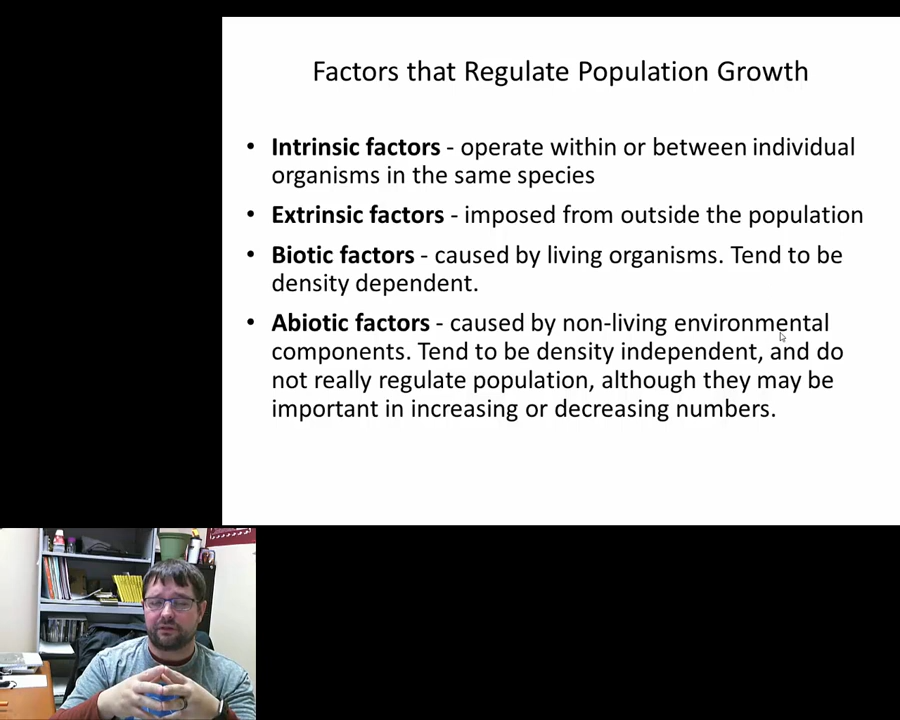 Factors that Regulate Population Growth
• Intrinsic factors - operate within or between individual
organisms in the same species
• Extrinsic factors - imposed from outside the population
• Biotic factors - caused by living organisms. Tend to be
density dependent.
• Abiotic factors - caused by non-living environmental
components. Tend to be density independent, and do
not really regulate population, although they may be
important in increasing or decreasing numbers.